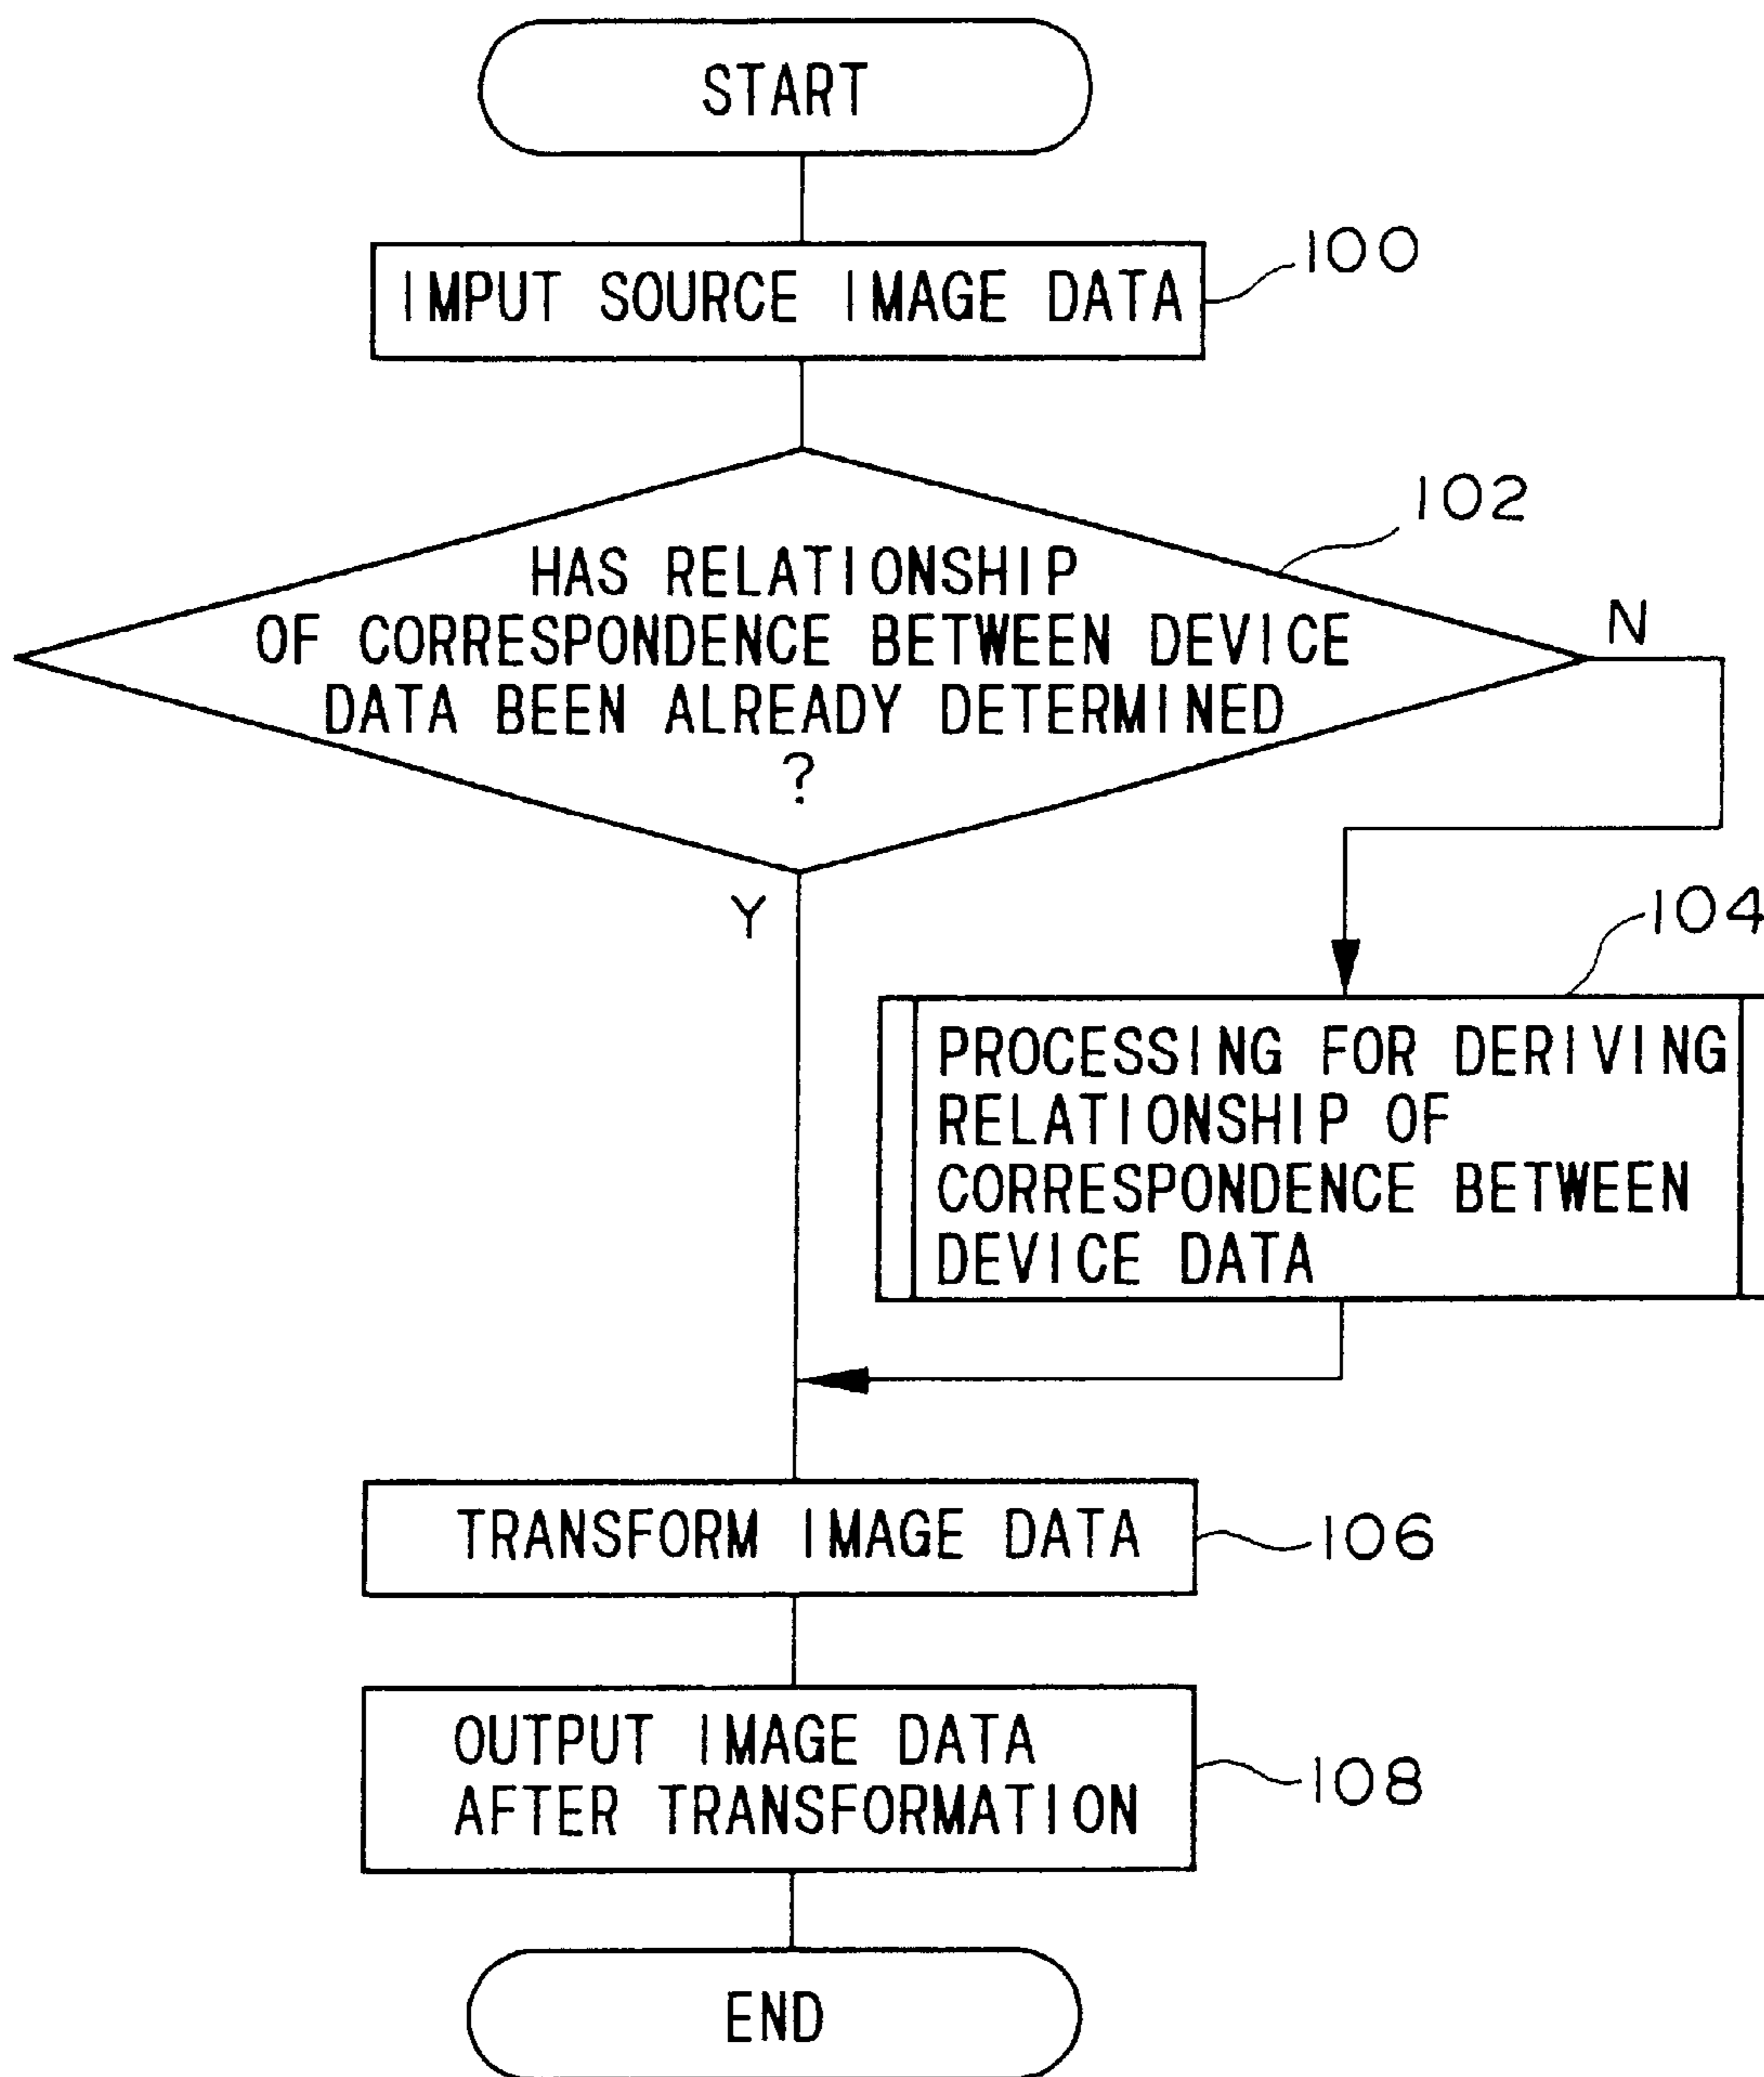 START
IMPUT SOURCE IMAGE DATA
100
102
HAS RELATIONSHIP
OF CORRESPONDENCE BETWEEN DEVICE
DATA BEEN ALREADY DETERMINED
?
N
Y
104
PROCESSING FOR DERIVING
RELATIONSHIP OF
CORRESPONDENCE BETWEEN
DEVICE DATA
TRANSFORM IMAGE DATA
106
OUTPUT IMAGE DATA
AFTER TRANSFORMATION
108
END